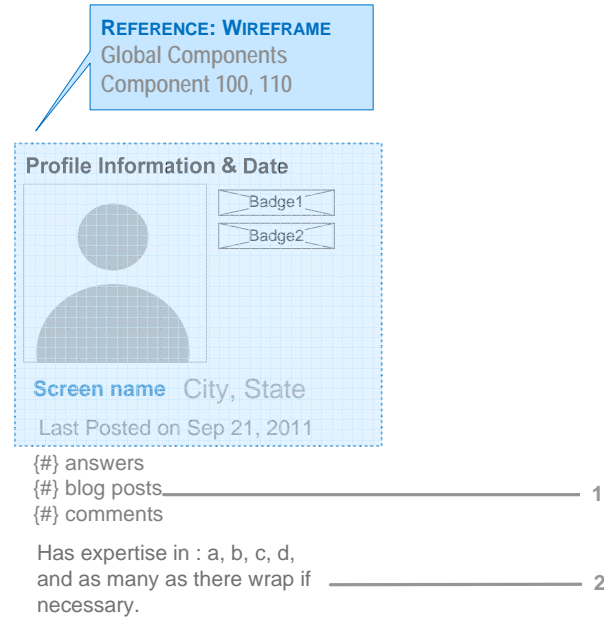 REFERENCE: WIREFRAME
Global Components
Component 100, 110
Profile Information & Date
Badge1
Badge2
Screen name City, State
Last Posted on Sep 21, 2011
{#} answers
{#} blog posts 1
{#} comments
Has expertise in : a, b, c, d,
and as many as there wrap if 2
necessary.